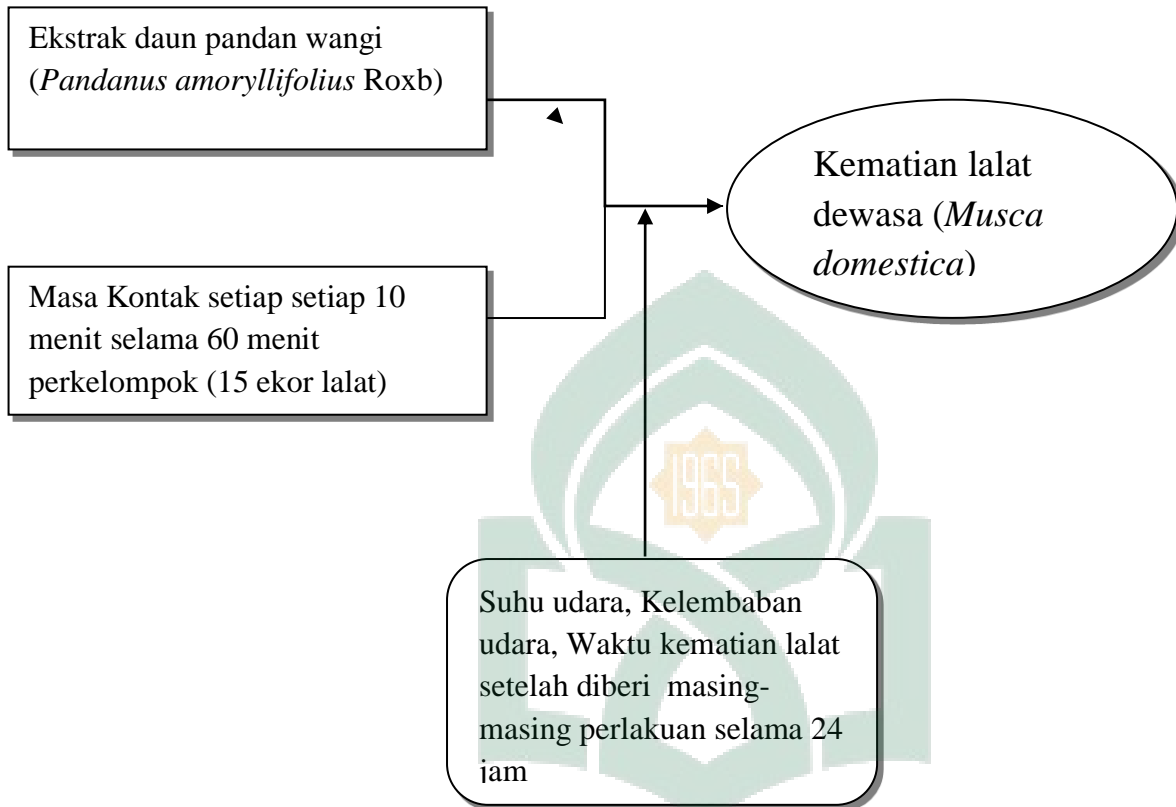 Ekstrak daun pandan wangi
(Pandanus amoryllifolius Roxb)
Kematian lalat
dewasa (Musca
domestica)
Masa Kontak setiap setiap 10
menit selama 60 menit
perkelompok (15 ekor lalat)
1965
Suhu udara, Kelembaban
udara, Waktu kematian lalat
setelah diberi masing-
masing perlakuan selama 24
jam